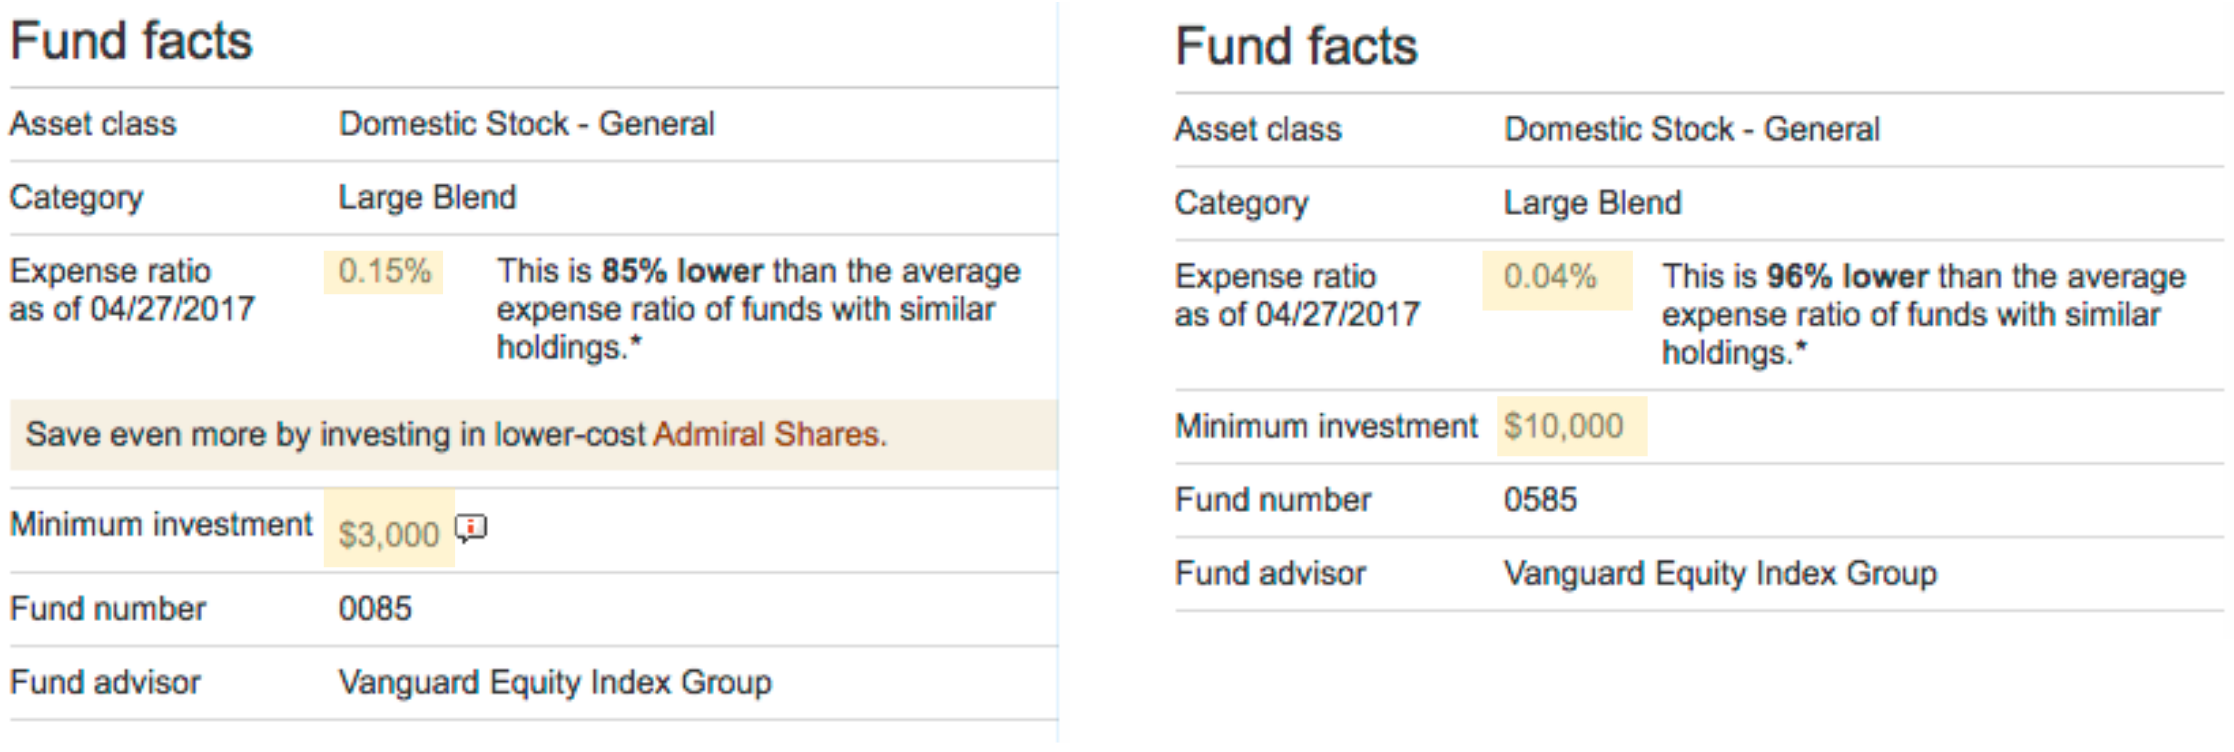 Fund facts
Asset class Domestic Stock - General
Category Large Blend
Expense ratio 0.15% This is 85% lower than the average
as of 04/27/2017 expense ratio of funds with similar
holdings.*
Save even more by investing in lower-cost Admiral Shares.
Minimum investment $3,000
Fund number 0085
Fund advisor Vanguard Equity Index Group
Fund facts
Asset class Domestic Stock - General
Category Large Blend
Expense ratio 0.04% This is 96% lower than the average
as of 04/27/2017 expense ratio of funds with similar
holdings.*
Minimum investment $10,000
Fund number 0585
Fund advisor Vanguard Equity Index Group